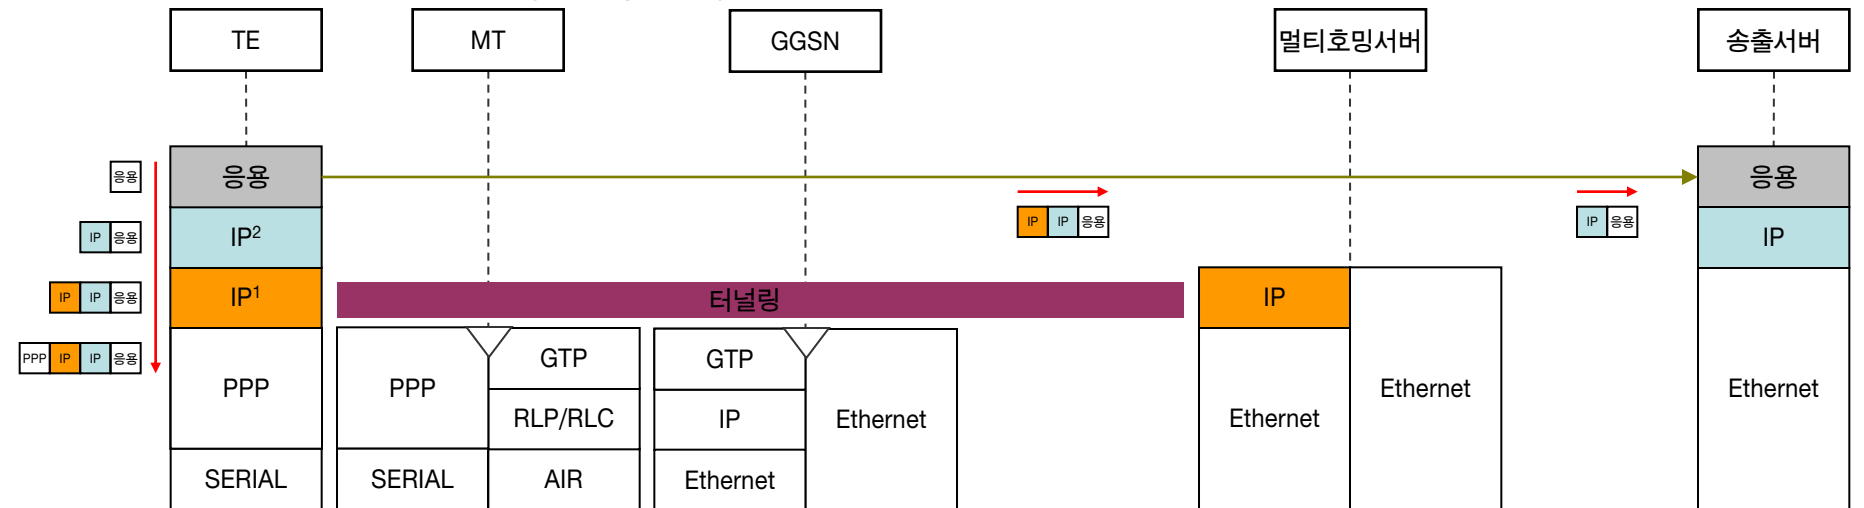 TE
MT
GGSN
멀티호밍서버
송출서버
응용
응용
응용
IP 응용
IP²
IP IP 응용
IP 응용
IP
IP IP 응용
IP¹
터널링
IP
PPP IP IP 응용
PPP
PPP
GTP
GTP
Ethernet
Ethernet
RLP/RLC
IP
Ethernet
Ethernet
SERIAL
SERIAL
AIR
Ethernet